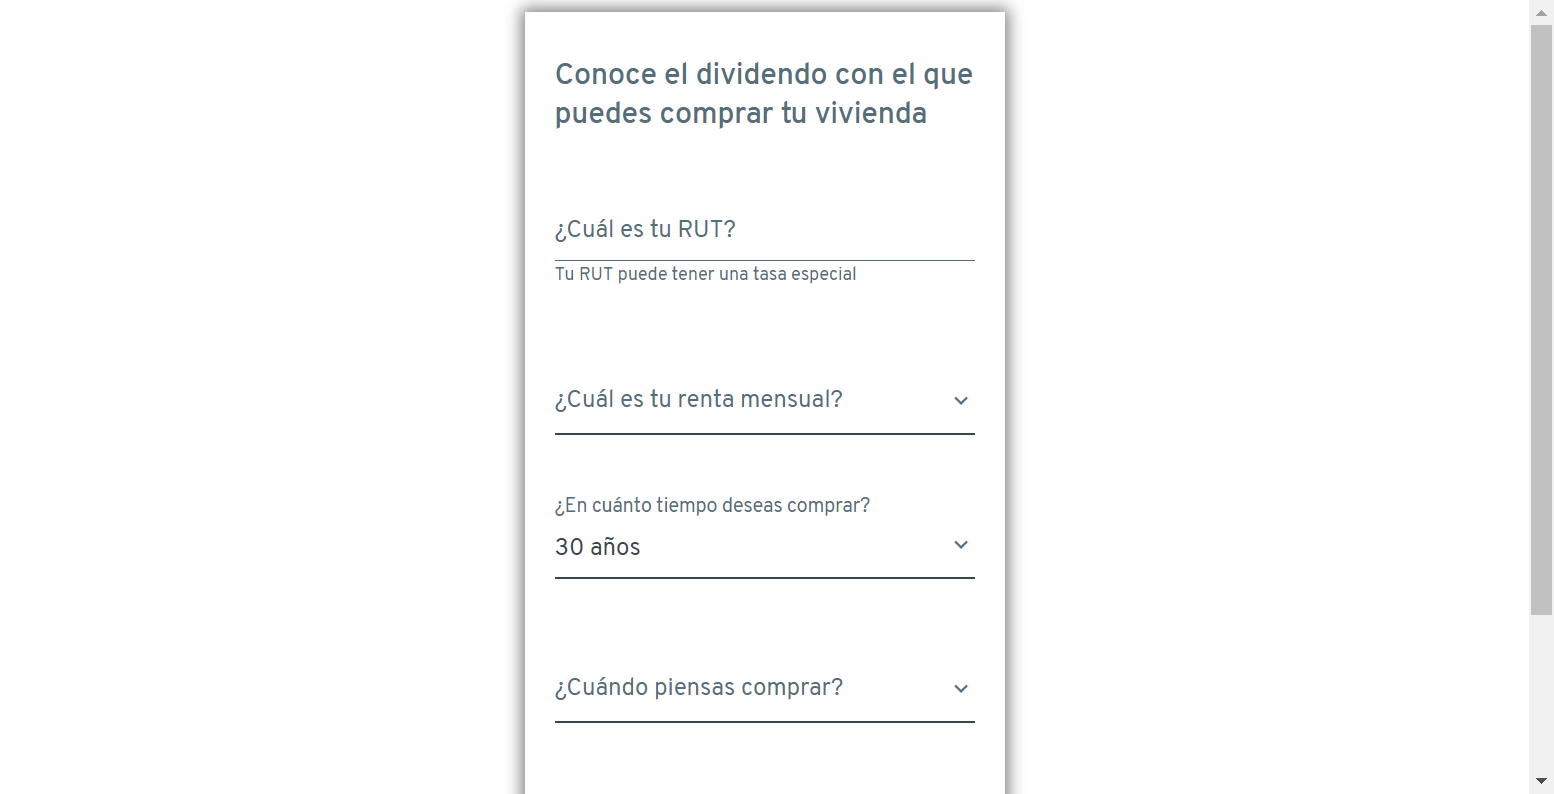 Conoce el dividendo con el que
puedes comprar tu vivienda
¿Cuál es tu RUT?
Tu RUT puede tener una tasa especial
¿Cuál es tu renta mensual?
¿En cuánto tiempo deseas comprar?
30 años
¿Cuándo piensas comprar?